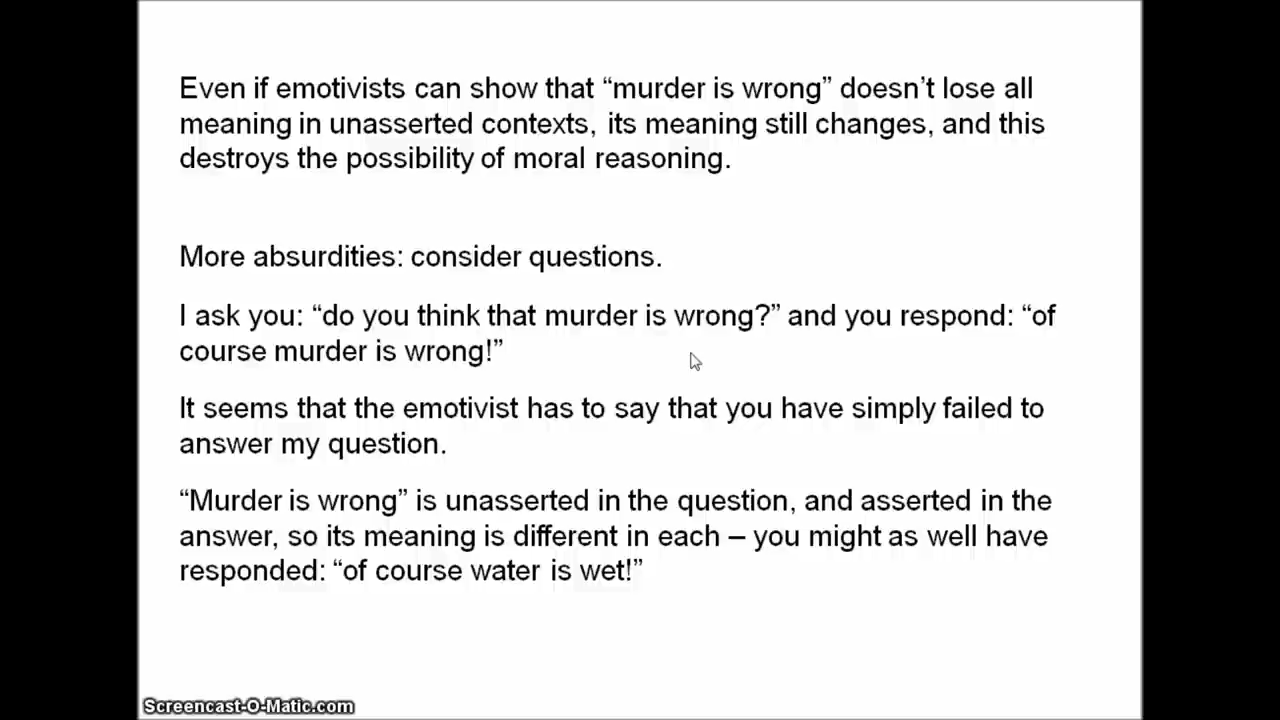 Even if emotivists can show that “murder is wrong” doesn’t lose all
meaning in unasserted contexts, its meaning still changes, and this
destroys the possibility of moral reasoning.
More absurdities: consider questions.
I ask you: “do you think that murder is wrong?” and you respond: “of
course murder is wrong!”
It seems that the emotivist has to say that you have simply failed to
answer my question.
“Murder is wrong” is unasserted in the question, and asserted in the
answer, so its meaning is different in each – you might as well have
responded: “of course water is wet!”
Screencast-O-Matic.com